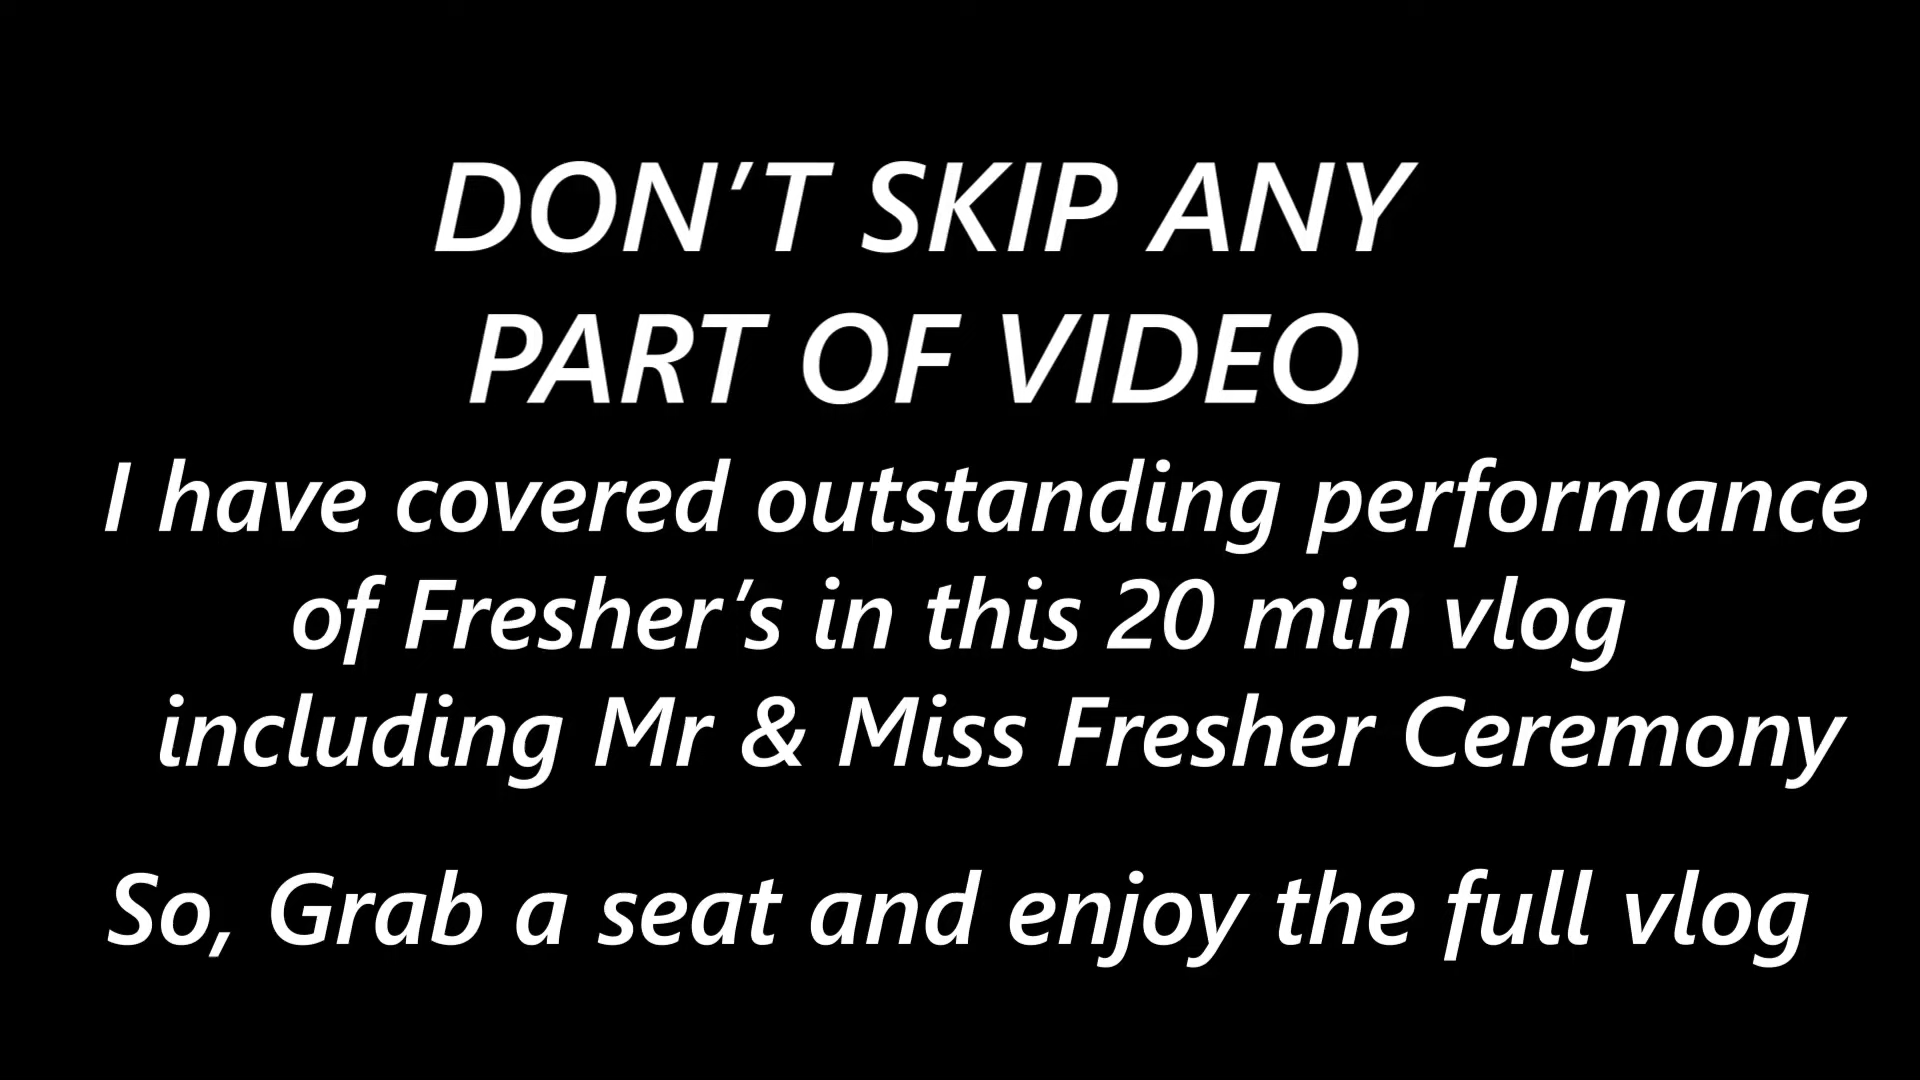 DON’T SKIP ANY
PART OF VIDEO
I have covered outstanding performance
of Fresher’s in this 20 min vlog
including Mr & Miss Fresher Ceremony
So, Grab a seat and enjoy the full vlog